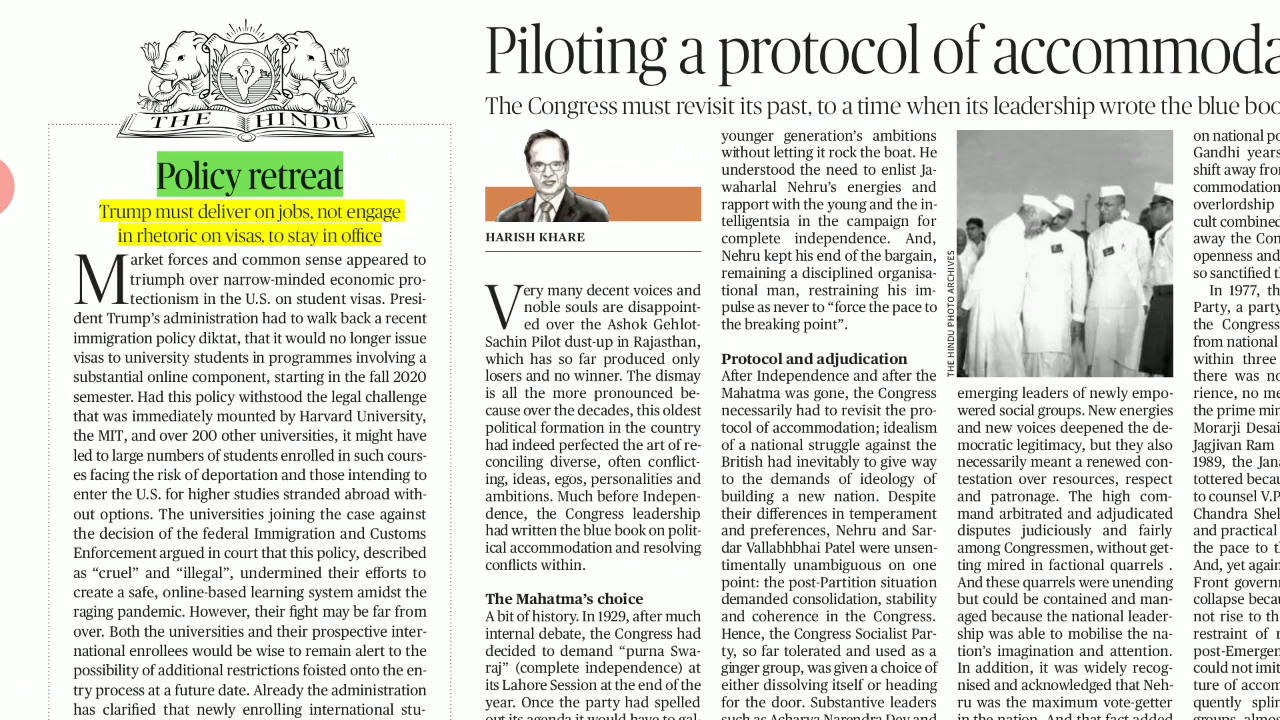 THE HINDU
Policy retreat
Trump must deliver on jobs, not engage
in rhetoric on visas, to stay in office
Market forces and common sense appeared to
triumph over narrow-minded economic pro-
tectionism in the U.S. on student visas. Presi-
dent Trump's administration had to walk back a recent
immigration policy diktat, that it would no longer issue
visas to university students in programmes involving a
substantial online component, starting in the fall 2020
semester. Had this policy withstood the legal challenge
that was immediately mounted by Harvard University,
the MIT, and over 200 other universities, it might have
led to large numbers of students enrolled in such cours-
es facing the risk of deportation and those intending to
enter the U.S. for higher studies stranded abroad with-
out options. The universities joining the case against
the decision of the federal Immigration and Customs
Enforcement argued in court that this policy, described
as “cruel” and “illegal”, undermined their efforts to
create a safe, online-based learning system amidst the
raging pandemic. However, their fight may be far from
over. Both the universities and their prospective inter-
national enrollees would be wise to remain alert to the
possibility of additional restrictions foisted onto the en-
try process at a future date. Already the administration
has clarified that newly enrolling international stu-
Piloting a protocol of accommoda
The Congress must revisit its past, to a time when its leadership wrote the blue boo
HARISH KHARE
Very many decent voices and
noble souls are disappoint-
ed over the Ashok Gehlot-
Sachin Pilot dust-up in Rajasthan,
which has so far produced only
losers and no winner. The dismay
is all the more pronounced be-
cause over the decades, this oldest
political formation in the country
had indeed perfected the art of re-
conciling diverse, often conflict-
ing, ideas, egos, personalities and
ambitions. Much before Indepen-
dence, the Congress leadership
had written the blue book on polit-
ical accommodation and resolving
conflicts within.
The Mahatma's choice
A bit of history. In 1929, after much
internal debate, the Congress had
decided to demand “purna Swa-
raj” (complete independence) at
its Lahore Session at the end of the
year. Once the party had spelled
out its agenda it would have to gal-
younger generation's ambitions
without letting it rock the boat. He
understood the need to enlist Ja-
waharlal Nehru's energies and
rapport with the young and the in-
telligentsia in the campaign for
complete independence. And,
Nehru kept his end of the bargain,
remaining a disciplined organisa-
tional man, restraining his im-
pulse as never to “force the pace to
the breaking point”.
Protocol and adjudication
After Independence and after the
Mahatma was gone, the Congress
necessarily had to revisit the pro-
tocol of accommodation; idealism
of a national struggle against the
British had inevitably to give way
to the demands of ideology of
building a new nation. Despite
their differences in temperament
and preferences, Nehru and Sar-
dar Vallabhbhai Patel were unsen-
timentally unambiguous on one
point: the post-Partition situation
demanded consolidation, stability
and coherence in the Congress.
Hence, the Congress Socialist Par-
ty, so far tolerated and used as a
ginger group, was given a choice of
either dissolving itself or heading
for the door. Substantive leaders
such as Acharya Narendra Dev and
THE HINDU PHOTO ARCHIVES
emerging leaders of newly empo-
wered social groups. New energies
and new voices deepened the de-
mocratic legitimacy, but they also
necessarily meant a renewed con-
testation over resources, respect
and patronage. The high com-
mand arbitrated and adjudicated
disputes judiciously and fairly
among Congressmen, without get-
ting mired in factional quarrels .
And these quarrels were unending
but could be contained and man-
aged because the national leader-
ship was able to mobilise the na-
tion's imagination and attention.
In addition, it was widely recog-
nised and acknowledged that Neh-
ru was the maximum vote-getter
in the nation. And that fact added
on national po
Gandhi years
shift away fro
commodation
overlordship
cult combined
away the Con
openness and
so sanctified t
In 1977, th
Party, a party
the Congress
from national
within three
there was no
rience, no me
the prime min
Morarji Desai
Jagjivan Ram
1989, the Jan
tottered becau
to counsel V.P
Chandra Shel
and practical
the pace to th
And, yet again
Front govern
collapse becau
not rise to th
restraint of
post-Emergen
could not imit
ture of accom
quently split
groups, almo